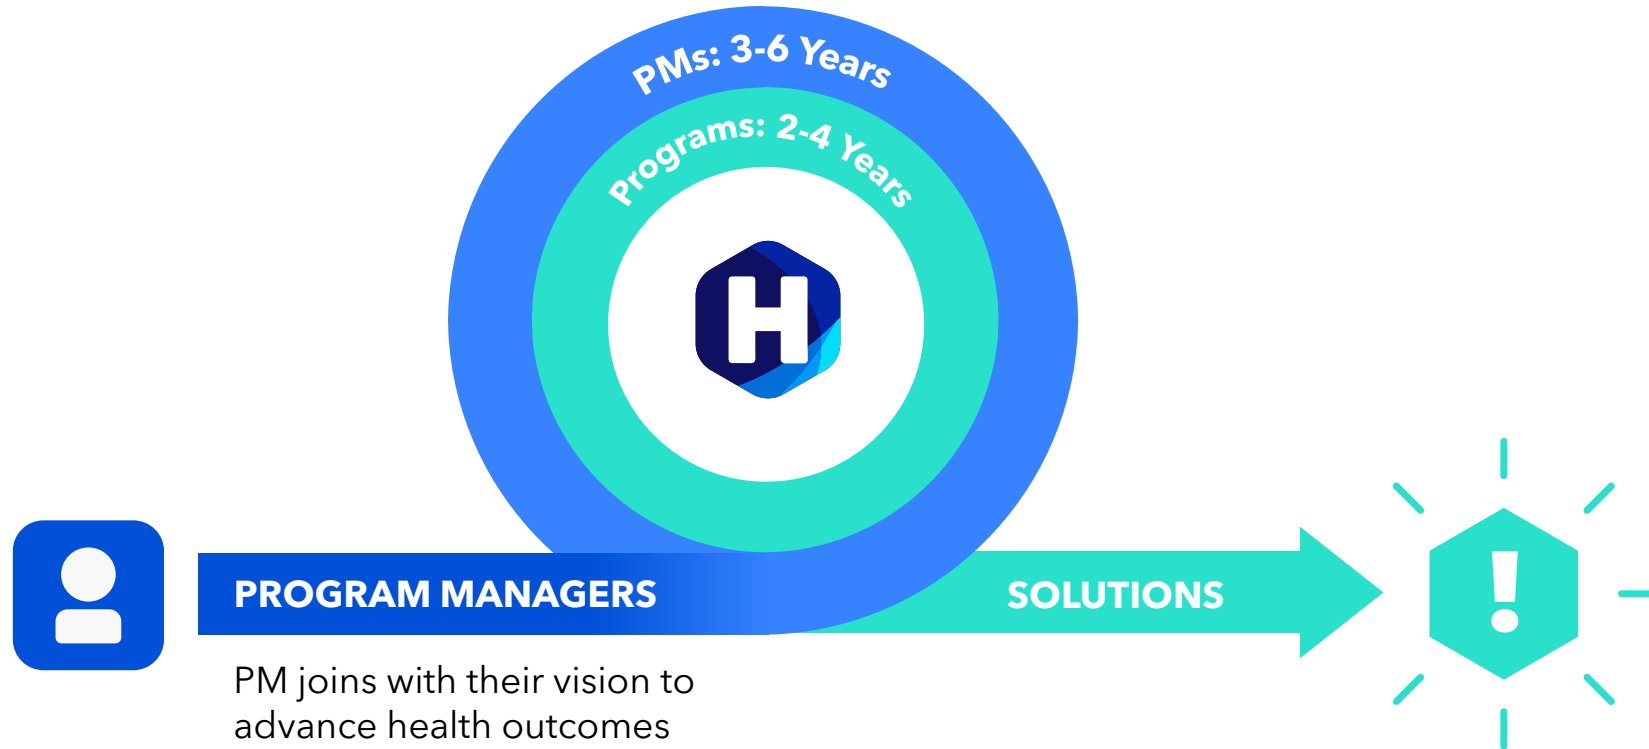 PMs: 3-6 Years
Programs: 2-4 Years
H
PROGRAM MANAGERS
SOLUTIONS
!
PM joins with their vision to
advance health outcomes